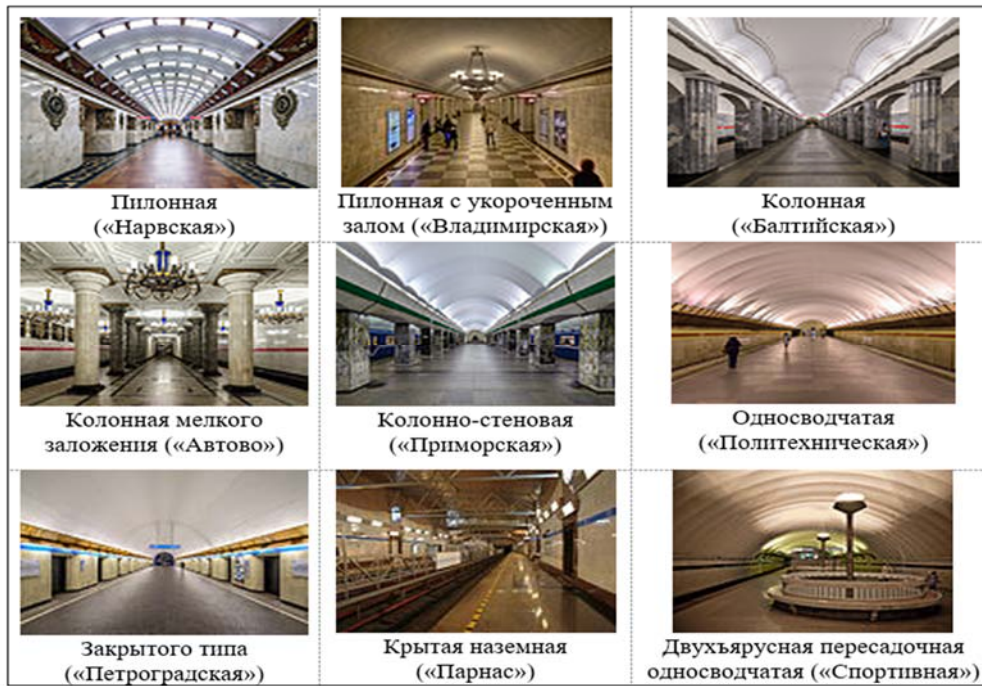 Пилонная
(«Нарвская»)
Пилонная с укороченным
залом («Владимирская»)
Колонная
(«Балтийская»)
Колонная мелкого
заложения («Автово»)
Колонно-стеновая
(«Приморская»)
Односводчатая
(«Политехническая»)
Закрытого типа
(«Петроградская»)
Крытая наземная
(«Парнас»)
Двухъярусная пересадочная
односводчатая («Спортивная»)